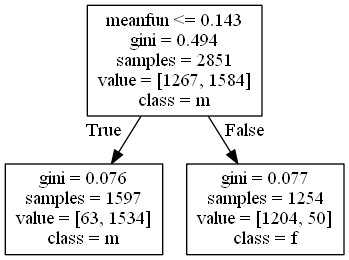 meanfun <= 0.143
gini = 0.494
samples = 2851
value = [1267, 1584]
class = m
True
False
gini = 0.076
samples = 1597
value = [63, 1534]
class = m
gini = 0.077
samples = 1254
value = [1204, 50]
class = f